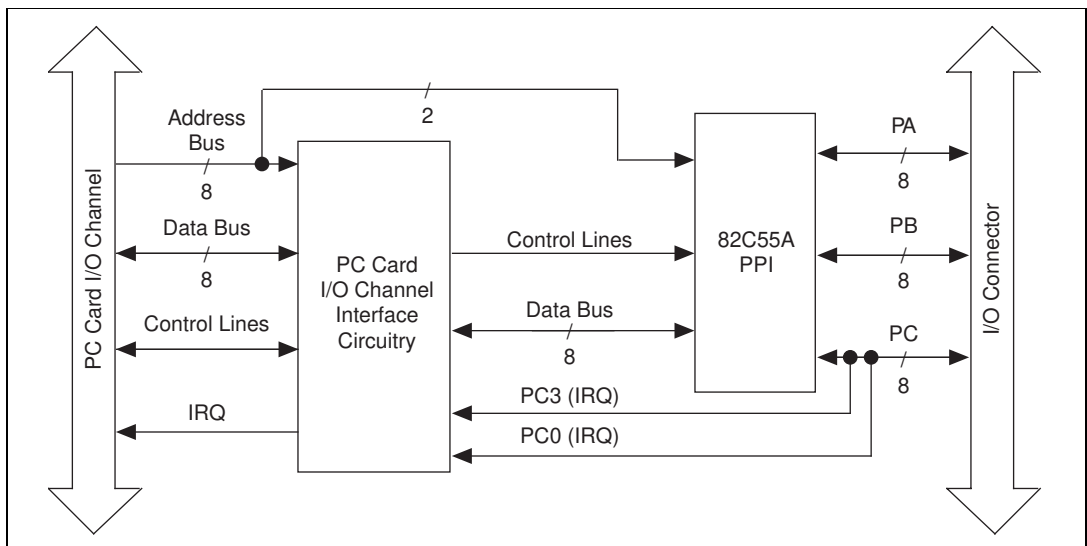 PC Card I/O Channel
Address
Bus
8
2
Data Bus
8
Control Lines
IRQ
PC Card
I/O Channel
Interface
Circuitry
Control Lines
Data Bus
8
PC3 (IRQ)
PC0 (IRQ)
82C55A
PPI
PA
8
PB
8
PC
8
I/O Connector